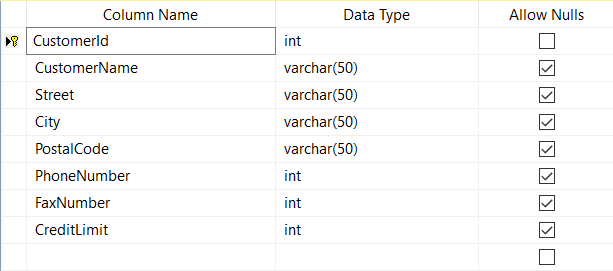 Column Name Data Type Allow Nulls
CustomerId int
CustomerName varchar(50)
Street varchar(50)
City varchar(50)
PostalCode varchar(50)
PhoneNumber int
FaxNumber int
CreditLimit int